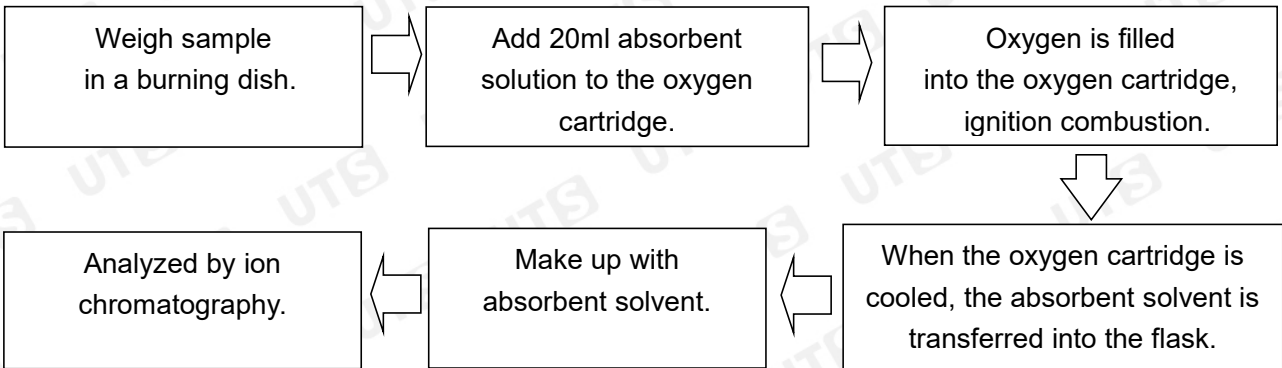 Weigh sample
in a burning dish.
Add 20ml absorbent
solution to the oxygen
cartridge.
Oxygen is filled
into the oxygen cartridge,
ignition combustion.
When the oxygen cartridge is
cooled, the absorbent solvent is
transferred into the flask.
Make up with
absorbent solvent.
Analyzed by ion
chromatography.